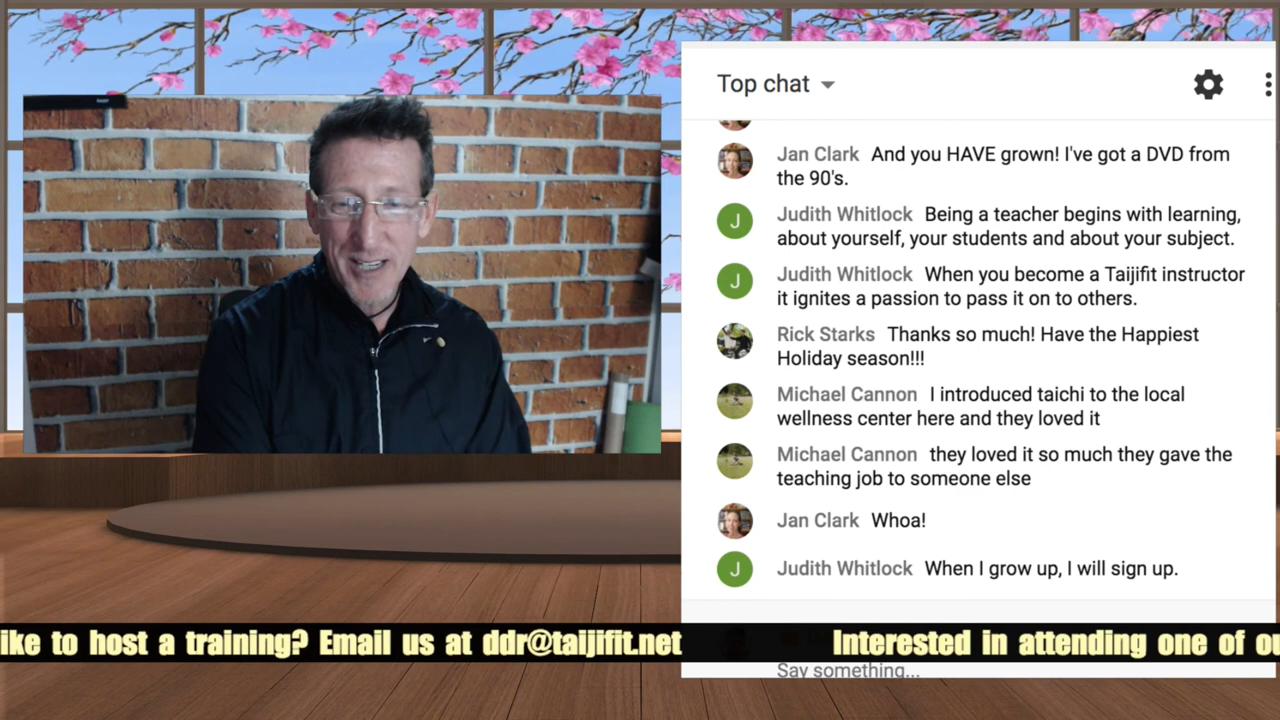 Top chat
Jan Clark And you HAVE grown! I've got a DVD from
the 90's.
Judith Whitlock Being a teacher begins with learning,
about yourself, your students and about your subject.
Judith Whitlock When you become a Taijifit instructor
it ignites a passion to pass it on to others.
Rick Starks Thanks so much! Have the Happiest
Holiday season!!!
Michael Cannon I introduced taichi to the local
wellness center here and they loved it
Michael Cannon they loved it so much they gave the
teaching job to someone else
Jan Clark Whoa!
J
J
Judith Whitlock When I grow up, I will sign up.
J
ike to host a training? Email us at ddr@taijifit.net Interested in attending one of ou
Say something...